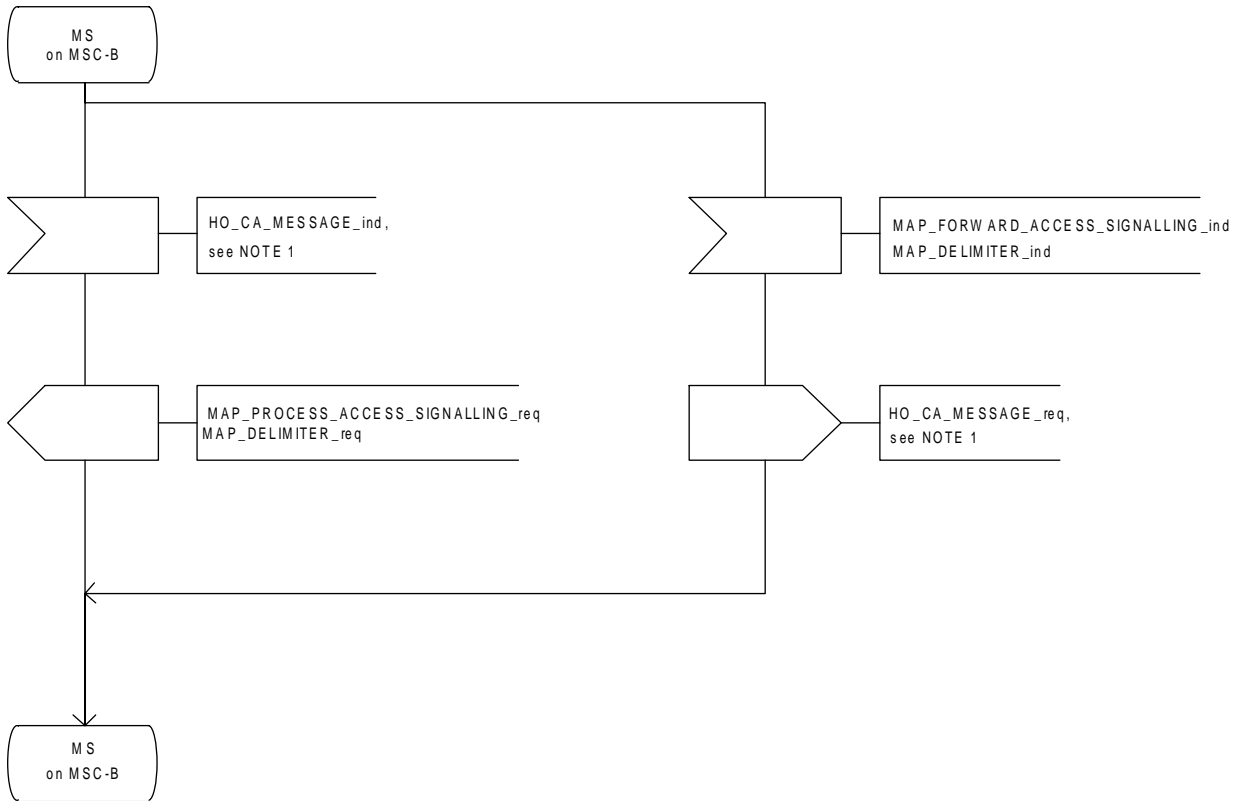 MS
on MSC-B
HO_CA_MESSAGE_ind,
see NOTE 1
MAP_FORWARD_ACCESS_SIGNALLING_ind
MAP_DELIMITER_ind
MAP_PROCESS_ACCESS_SIGNALLING_req
MAP_DELIMITER_req
HO_CA_MESSAGE_req,
see NOTE 1
MS
on MSC-B